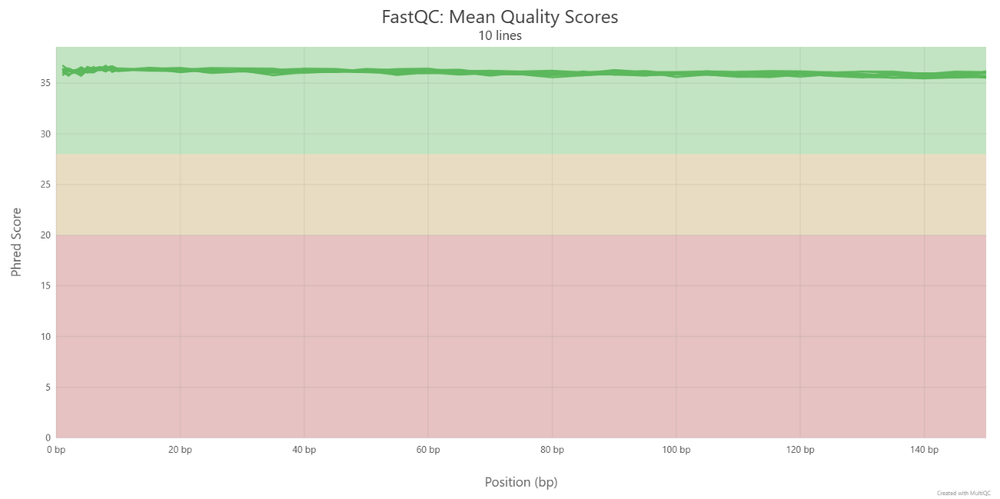 FastQC: Mean Quality Scores
10 lines
Phred Score
35
30
25
20
15
10
5
0
0 bp
20 bp
40 bp
60 bp
80 bp
100 bp
120 bp
140 bp
Position (bp)
Created with MultiQC